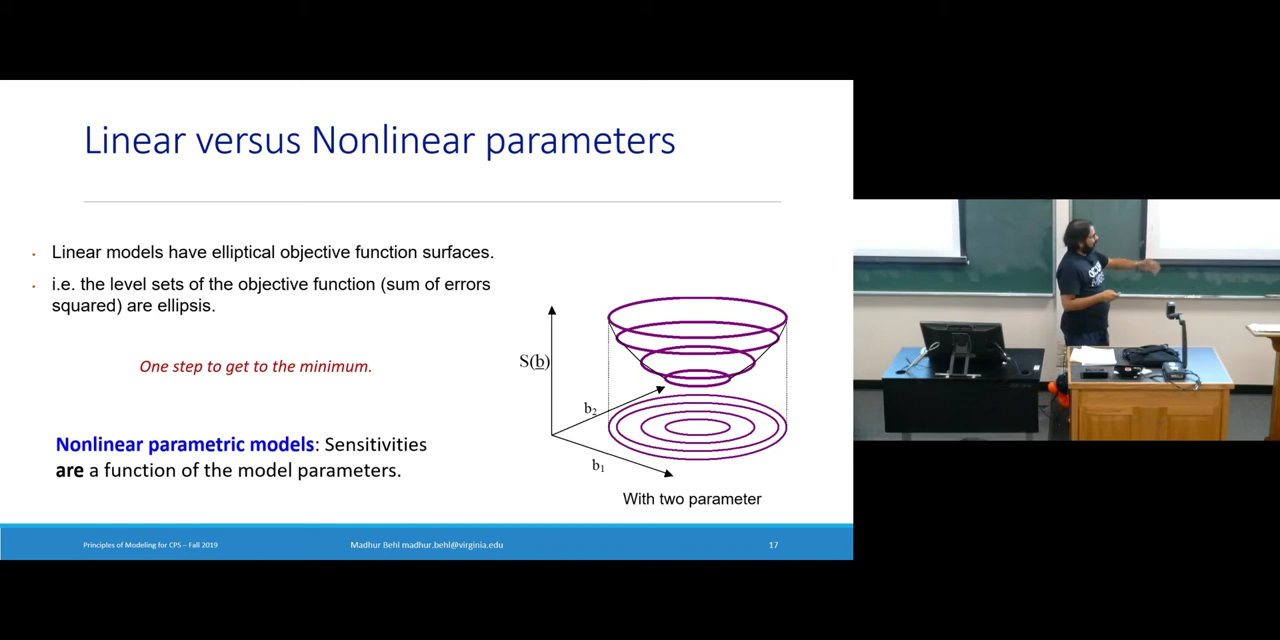 Linear versus Nonlinear parameters
Linear models have elliptical objective function surfaces.
i.e. the level sets of the objective function (sum of errors
squared) are ellipsis.
One step to get to the minimum.
Nonlinear parametric models: Sensitivities
are a function of the model parameters.
S(b)
b2
b1
With two parameter
Principles of Modeling for CPS – Fall 2019
Madhur Behl madhur.behl@virginia.edu
17